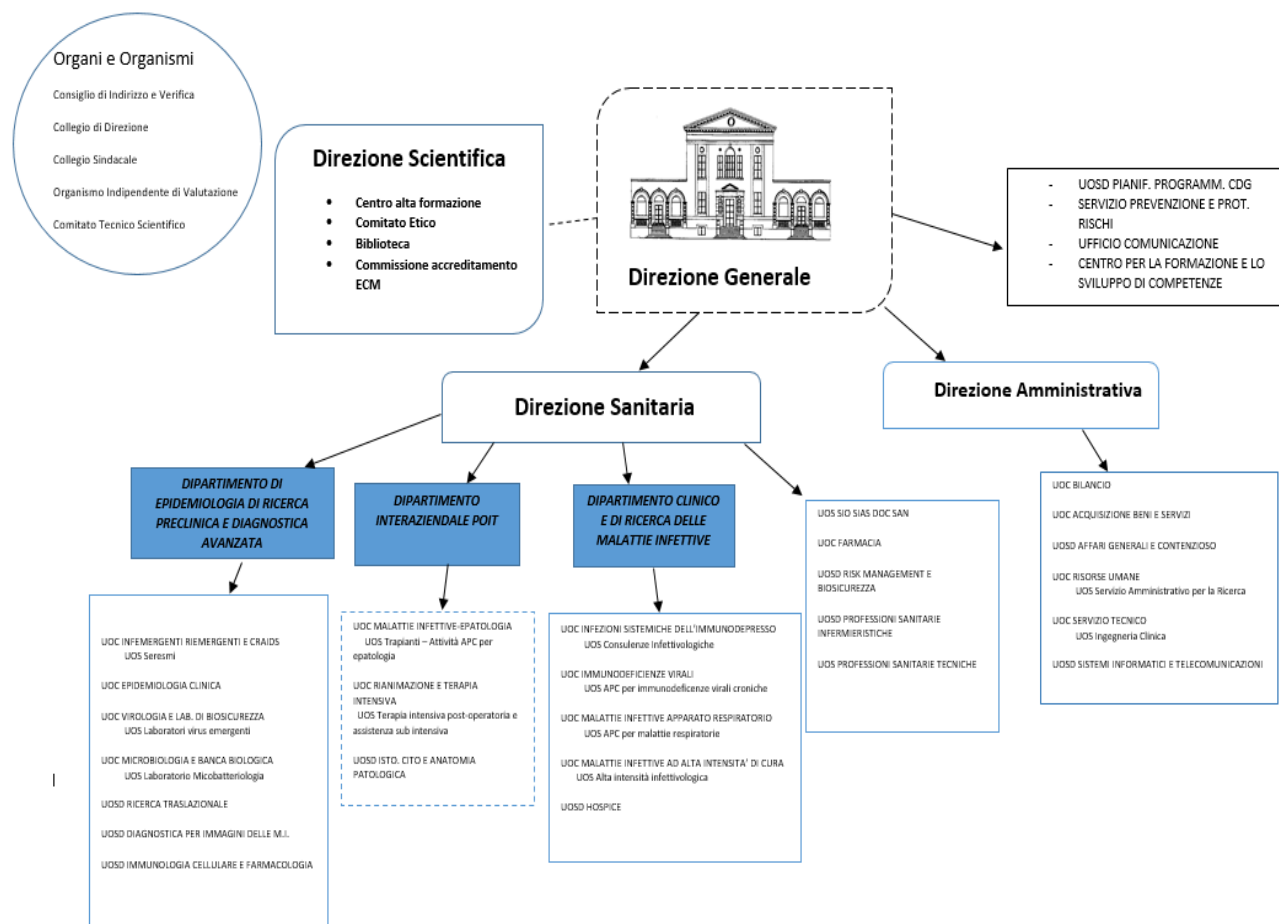 Organi e Organismi
Consiglio di Indirizzo e Verifica
Collegio di Direzione
Collegio Sindacale
Organismo Indipendente di Valutazione
Comitato Tecnico Scientifico
Direzione Scientifica
• Centro alta formazione
• Comitato Etico
• Biblioteca
• Commissione accreditamento
ECM
Direzione Generale
- UOSD PIANIF. PROGRAMM. CDG
- SERVIZIO PREVENZIONE E PROT.
RISCHI
- UFFICIO COMUNICAZIONE
- CENTRO PER LA FORMAZIONE E LO
SVILUPPO DI COMPETENZE
Direzione Sanitaria
Direzione Amministrativa
DIPARTIMENTO DI
EPIDEMIOLOGIA DI RICERCA
PRECLINICA E DIAGNOSTICA
AVANZATA
DIPARTIMENTO
INTERAZIENDALE POIT
DIPARTIMENTO CLINICO
E DI RICERCA DELLE
MALATTIE INFETTIVE
UOC INFEMERGENTI RIEMERGENTI E CRAIDS
UOS Seresmi
UOC EPIDEMIOLOGIA CLINICA
UOC VIROLOGIA E LAB. DI BIOSICUREZZA
UOS Laboratori virus emergenti
UOC MICROBIOLOGIA E BANCA BIOLOGICA
UOS Laboratorio Micobatteriologia
UOSD RICERCA TRASLAZIONALE
UOSD DIAGNOSTICA PER IMMAGINI DELLE M.I.
UOSD IMMUNOLOGIA CELLULARE E FARMACOLOGIA
UOC MALATTIE INFETTIVE-EPATOLOGIA
UOS Trapianti – Attività APC per
epatologia
UOC RIANIMAZIONE E TERAPIA
INTENSIVA
UOS Terapia intensiva post-operatoria e
assistenza sub intensiva
UOSD ISTO. CITO E ANATOMIA
PATOLOGICA
UOC INFEZIONI SISTEMICHE DELL'IMMUNODEPRESSO
UOS Consulenze Infettivologiche
UOC IMMUNODEFICIENZE VIRALI
UOS APC per immunodeficenze virali croniche
UOC MALATTIE INFETTIVE APPARATO RESPIRATORIO
UOS APC per malattie respiratorie
UOC MALATTIE INFETTIVE AD ALTA INTENSITA' DI CURA
UOS Alta intensità infettivologica
UOSD HOSPICE
UOS SIO SIAS DOC SAN
UOC FARMACIA
UOSD RISK MANAGEMENT E
BIOSICUREZZA
UOSD PROFESSIONI SANITARIE
INFERMIERISTICHE
UOS PROFESSIONI SANITARIE TECNICHE
UOC BILANCIO
UOC ACQUISIZIONE BENI E SERVIZI
UOSD AFFARI GENERALI E CONTENZIOSO
UOC RISORSE UMANE
UOS Servizio Amministrativo per la Ricerca
UOC SERVIZIO TECNICO
UOS Ingegneria Clinica
UOSD SISTEMI INFORMATICI E TELECOMUNICAZIONI